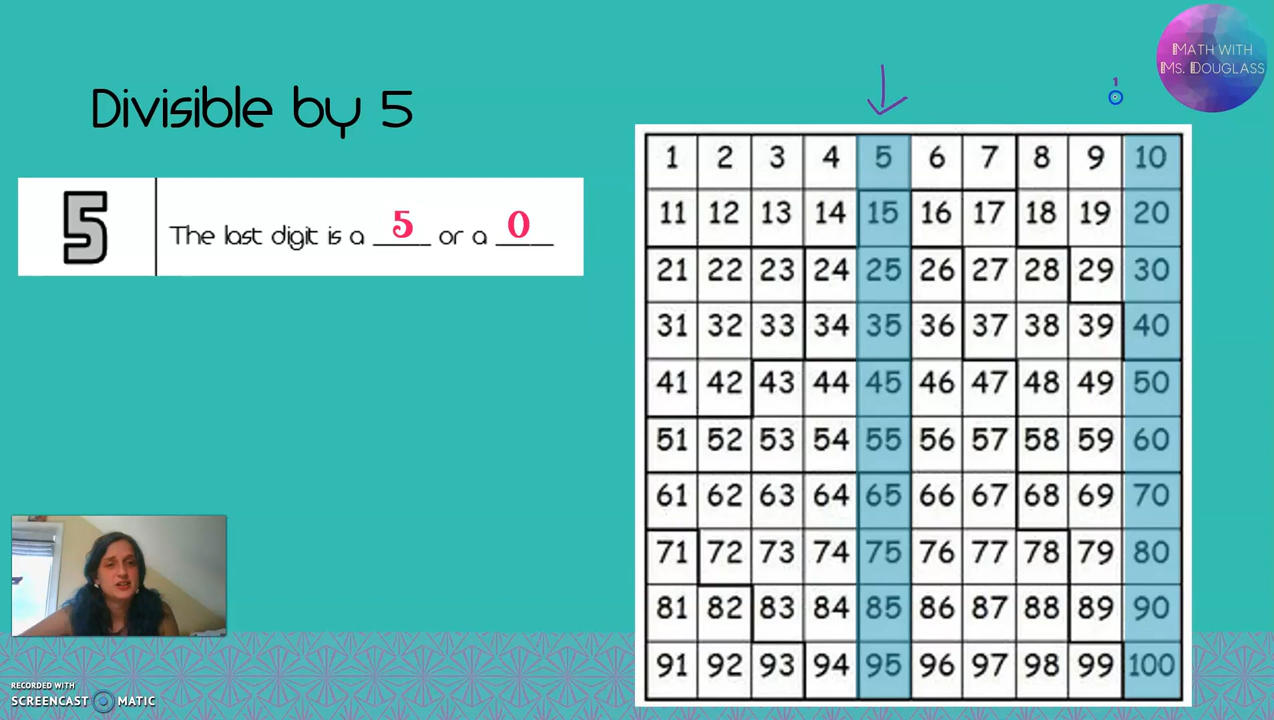 MATH WITH
MS. DOUGLASS
Divisible by 5
5 The last digit is a 5 or a 0
1 2 3 4 5 6 7 8 9 10
11 12 13 14 15 16 17 18 19 20
21 22 23 24 25 26 27 28 29 30
31 32 33 34 35 36 37 38 39 40
41 42 43 44 45 46 47 48 49 50
51 52 53 54 55 56 57 58 59 60
61 62 63 64 65 66 67 68 69 70
71 72 73 74 75 76 77 78 79 80
81 82 83 84 85 86 87 88 89 90
91 92 93 94 95 96 97 98 99 100
RECORDED WITH
SCREENCAST MATIC